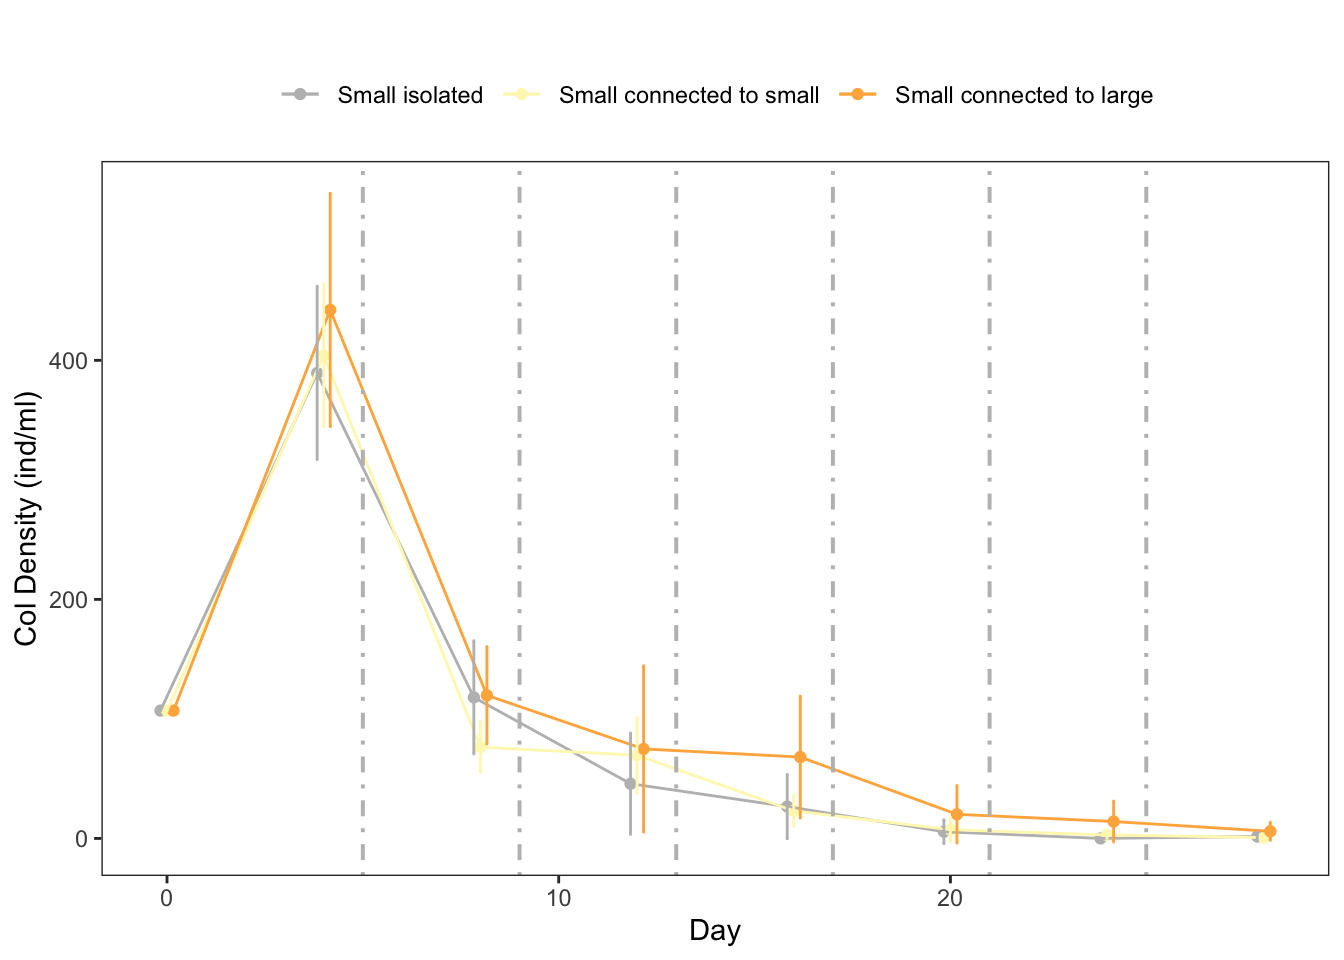 Small isolated Small connected to small Small connected to large
Col Density (ind/ml)
400
200
0
0 10 20
Day